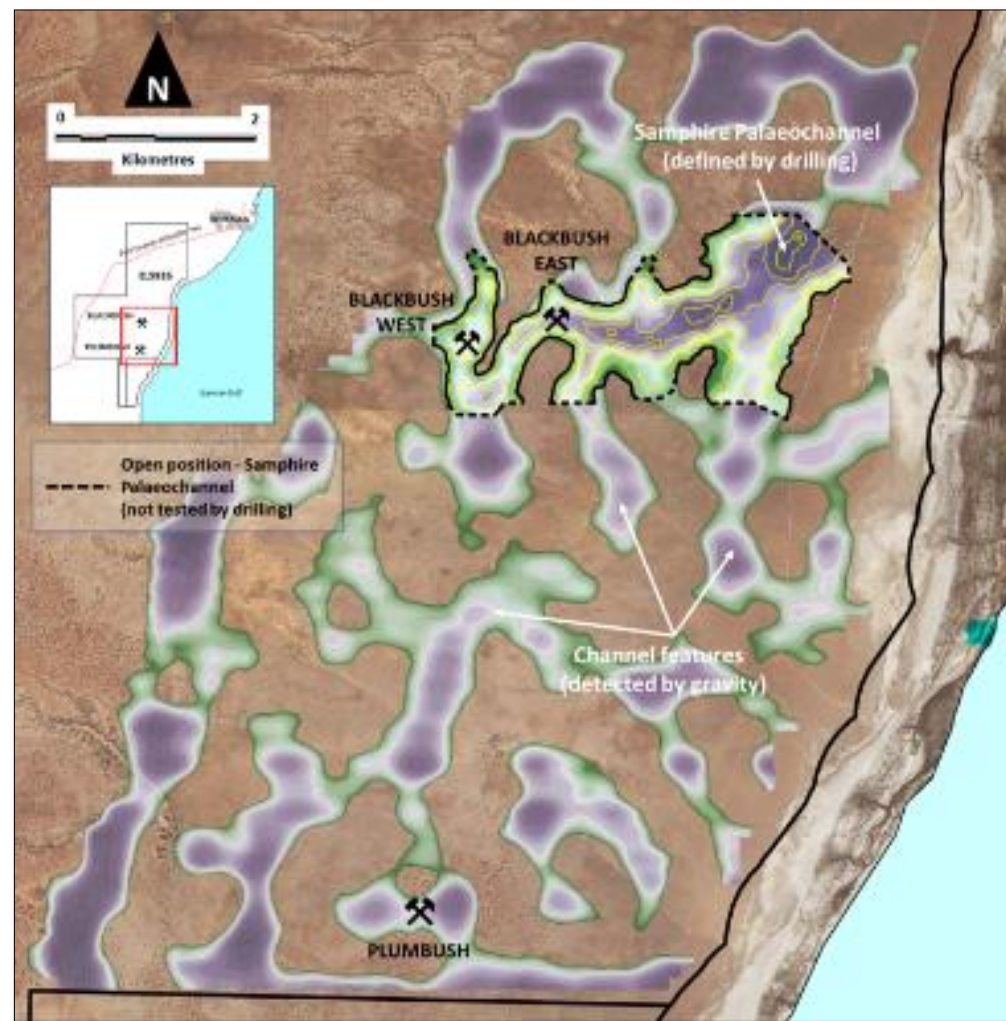 N
0 2
Kilometres
Samphire Palaeochannel
(defined by drilling)
BLACKBUSH
EAST
BLACKBUSH
WEST
Open position - Samphire
Palaeochannel
(not tested by drilling)
Channel features
(detected by gravity)
PLUMBUSH